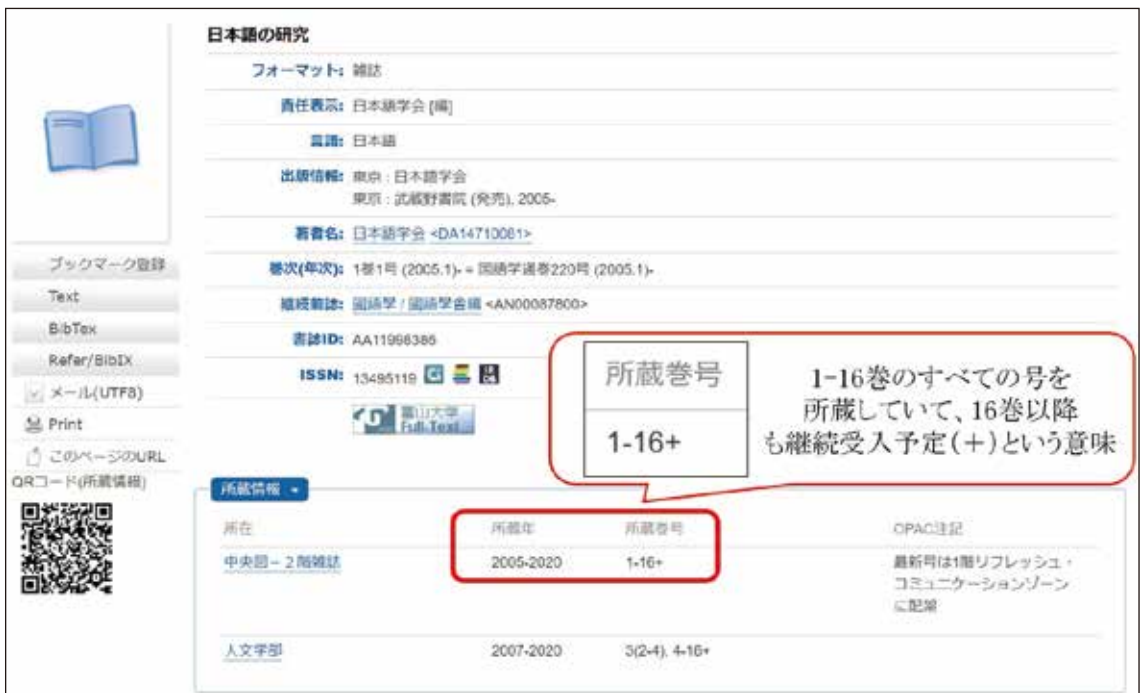 日本語の研究
フォーマット: 雑誌
責任表示: 日本語学会 [編]
言語: 日本語
出版情報: 東京 : 日本語学会
東京 : 武蔵野書院 (発売), 2005-
著者名: 日本語学会 <DA14710081>
巻次(年次): 1巻1号 (2005.1)- = 国語学通巻220号 (2005.1)-
継続前誌: 國語學 / 國語學會編 <AN00087800>
書誌ID: AA11998386
ISSN: 13495119
富山大学
Full-Text
ブックマーク登録
Text
BibTex
Refer/BibIX
メール(UTF8)
Print
このページのURL
QRコード(所蔵情報)
所蔵巻号
1-16+
1-16巻のすべての号を
所蔵していて、16巻以降
も継続受入予定(+)という意味
所蔵情報
所在 所蔵年 所蔵巻号 OPAC注記
中央図-2階雑誌 2005-2020 1-16+ 最新号は1階リフレッシュ・
コミュニケーションゾーン
に配架
人文学部 2007-2020 3(2-4), 4-16+